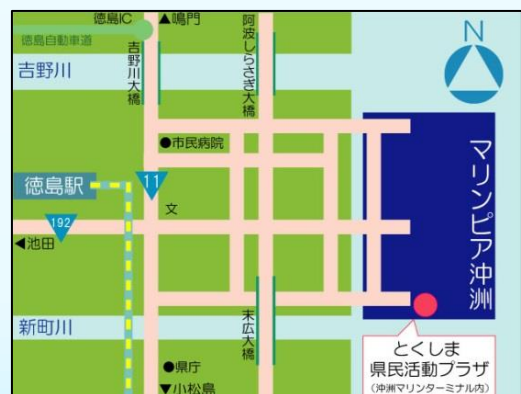 徳島IC
▲鳴門
徳島自動車道
吉野川
吉野川大橋
阿波しらさぎ大橋
N
●市民病院
マリンピア沖洲
徳島駅
11
文
192
◀池田
新町川
末広大橋
●県庁
▼小松島
とくしま
県民活動プラザ
(沖洲マリンターミナル内)